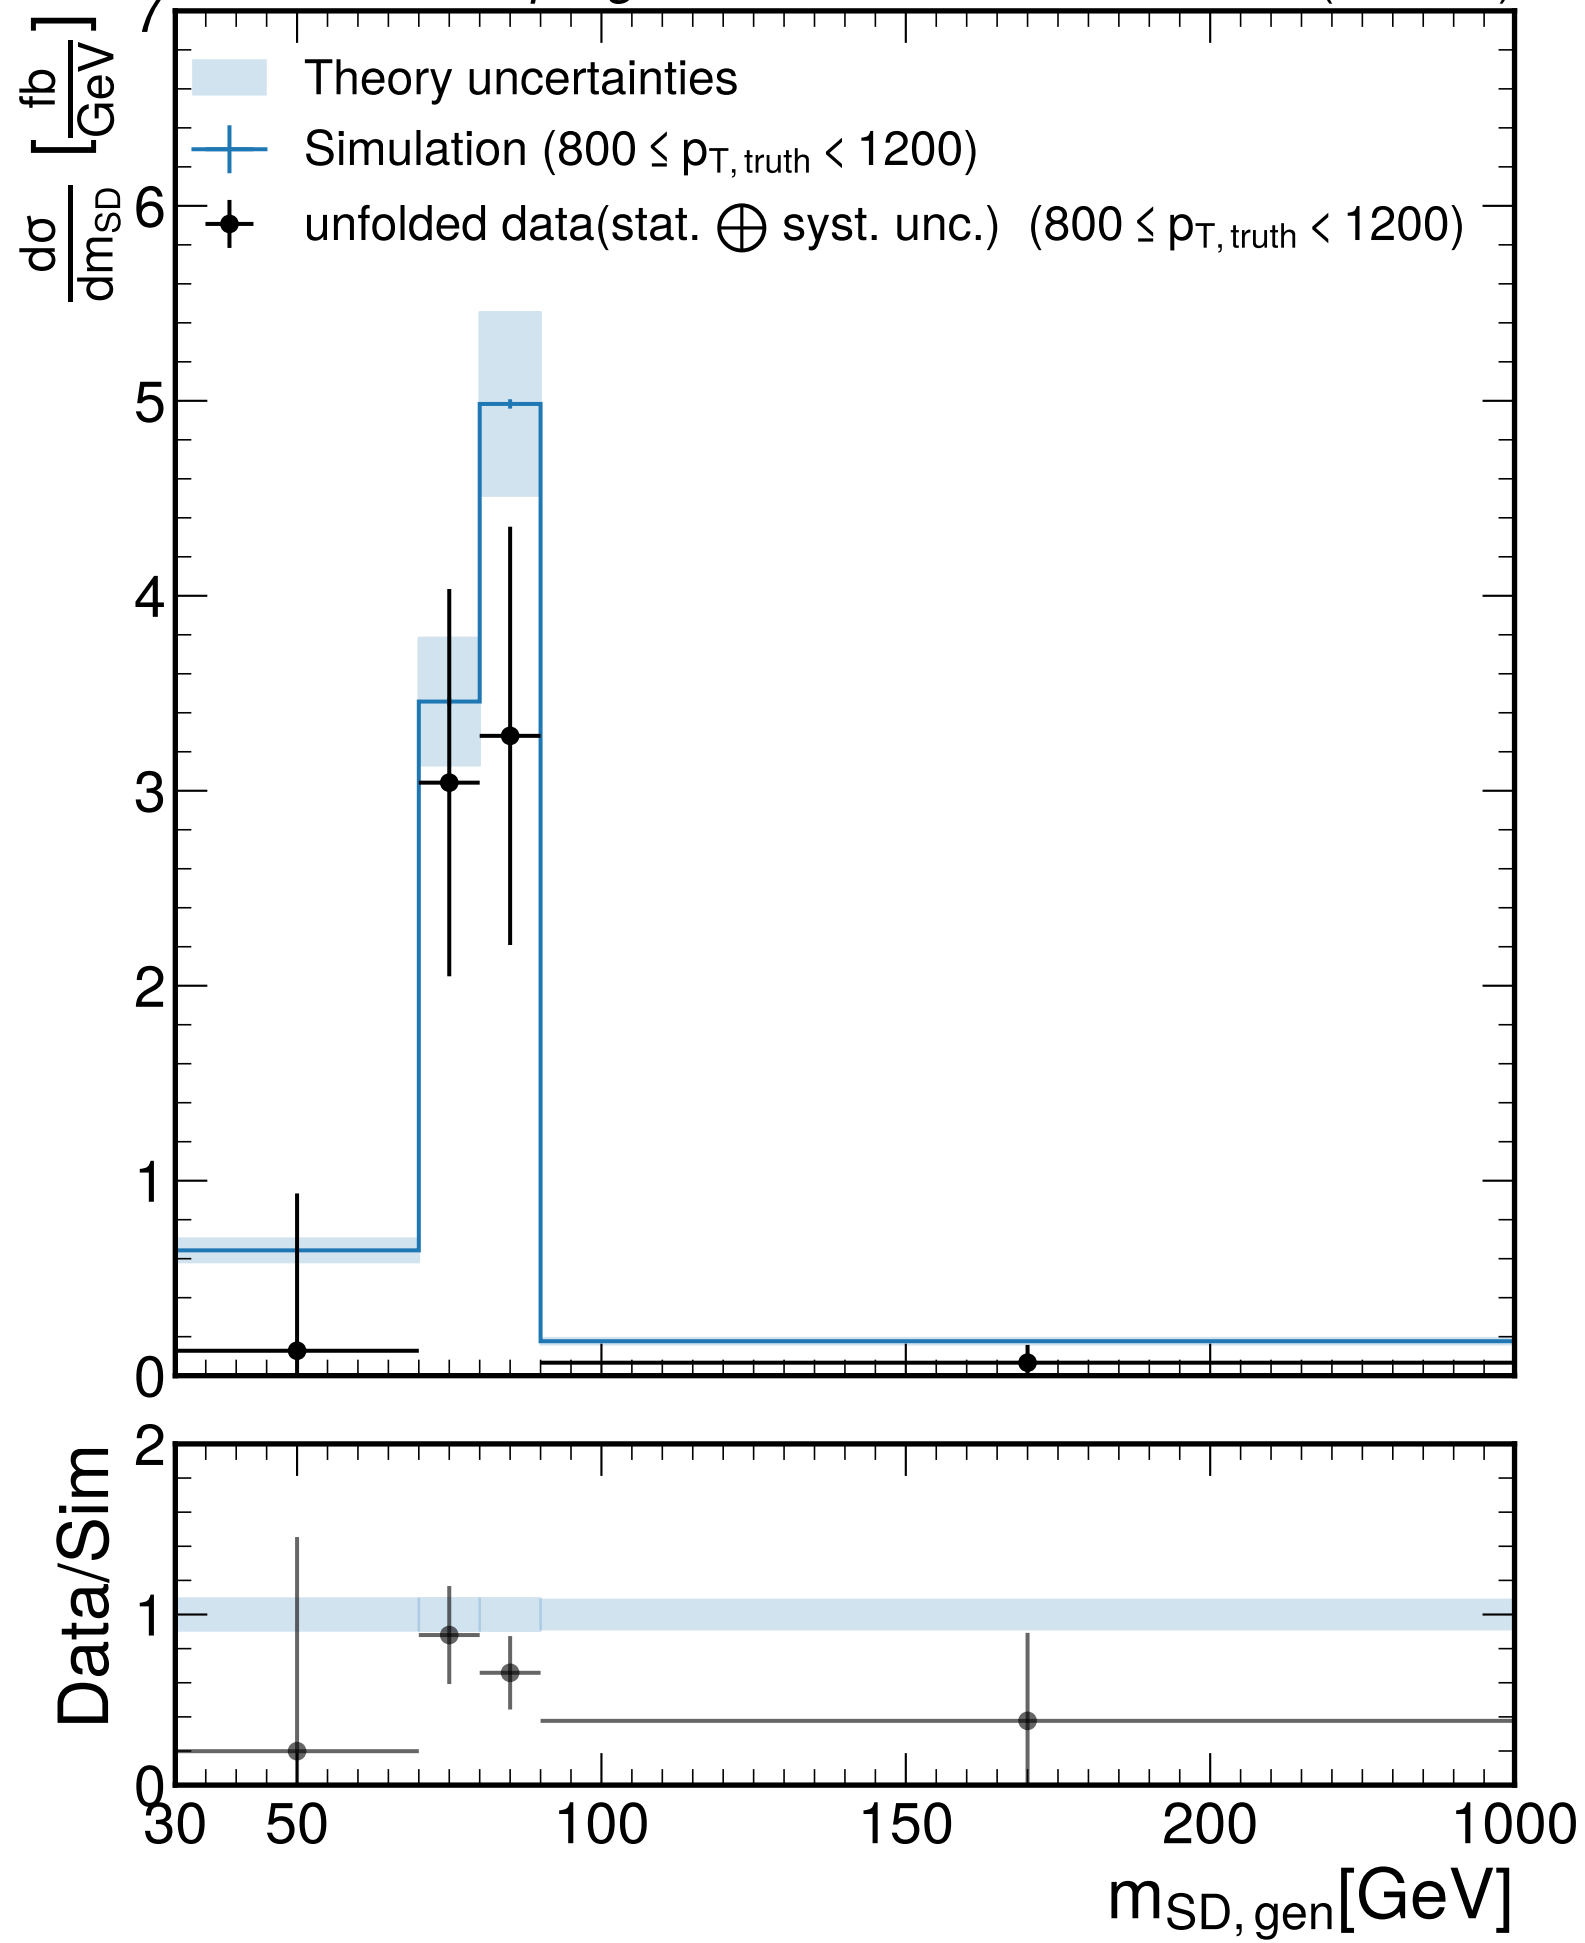 7
dσ/dm_SD [fb/GeV]
Theory uncertainties
Simulation (800 ≤ p_T, truth < 1200)
unfolded data(stat. ⊕ syst. unc.) (800 ≤ p_T, truth < 1200)
6
5
4
3
2
1
0
Data/Sim
2
1
0
30 50 100 150 200 1000
m_SD, gen[GeV]